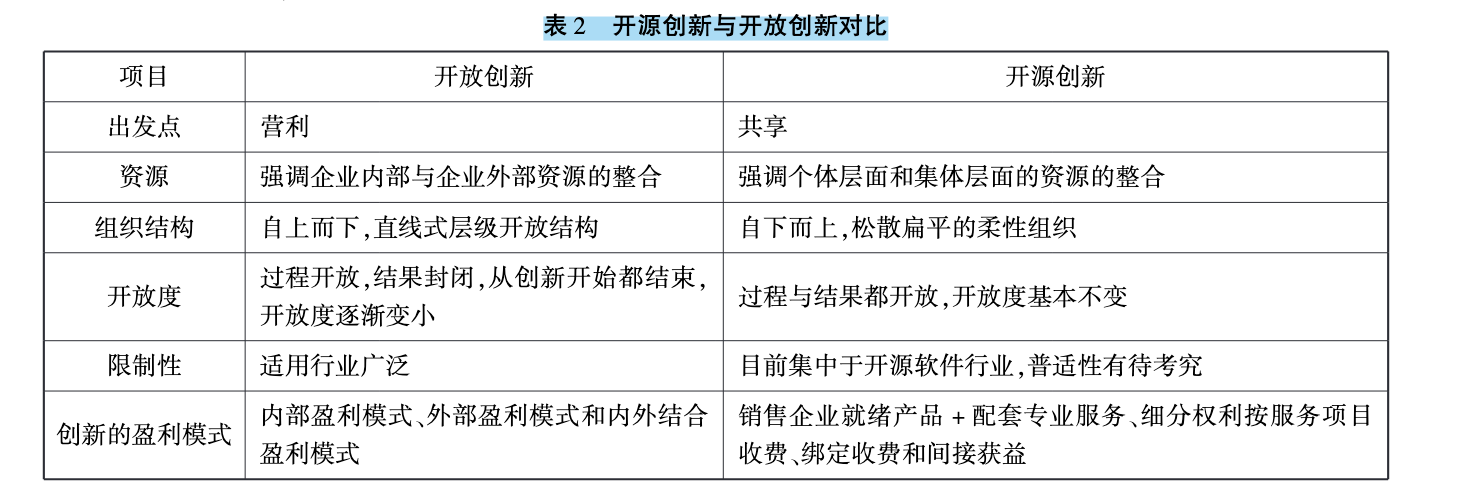 表 2 开源创新与开放创新对比
项目 开放创新 开源创新
出发点 营利 共享
资源 强调企业内部与企业外部资源的整合 强调个体层面和集体层面的资源的整合
组织结构 自上而下,直线式层级开放结构 自下而上,松散扁平的柔性组织
开放度
过程开放,结果封闭,从创新开始都结束,
开放度逐渐变小
过程与结果都开放,开放度基本不变
限制性 适用行业广泛 目前集中于开源软件行业,普适性有待考究
创新的盈利模式
内部盈利模式、外部盈利模式和内外结合
盈利模式
销售企业就绪产品 + 配套专业服务、细分权利按服务项目
收费、绑定收费和间接获益